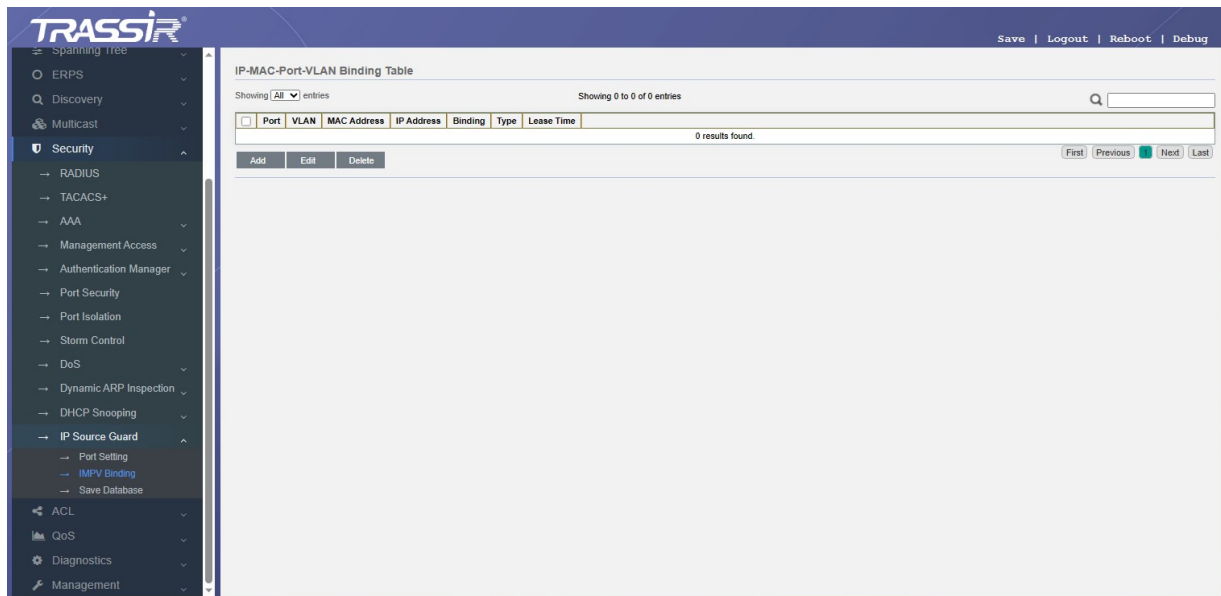 TRASSIR
Save | Logout | Reboot | Debug
Spanning Tree
ERPS
Discovery
Multicast
Security
→ RADIUS
→ TACACS+
→ AAA
→ Management Access
→ Authentication Manager
→ Port Security
→ Port Isolation
→ Storm Control
→ DoS
→ Dynamic ARP Inspection
→ DHCP Snooping
→ IP Source Guard
→ Port Setting
→ IMPV Binding
→ Save Database
ACL
QoS
Diagnostics
Management
IP-MAC-Port-VLAN Binding Table
Showing All entries Showing 0 to 0 of 0 entries
Port VLAN MAC Address IP Address Binding Type Lease Time
0 results found.
Add Edit Delete First Previous 1 Next Last